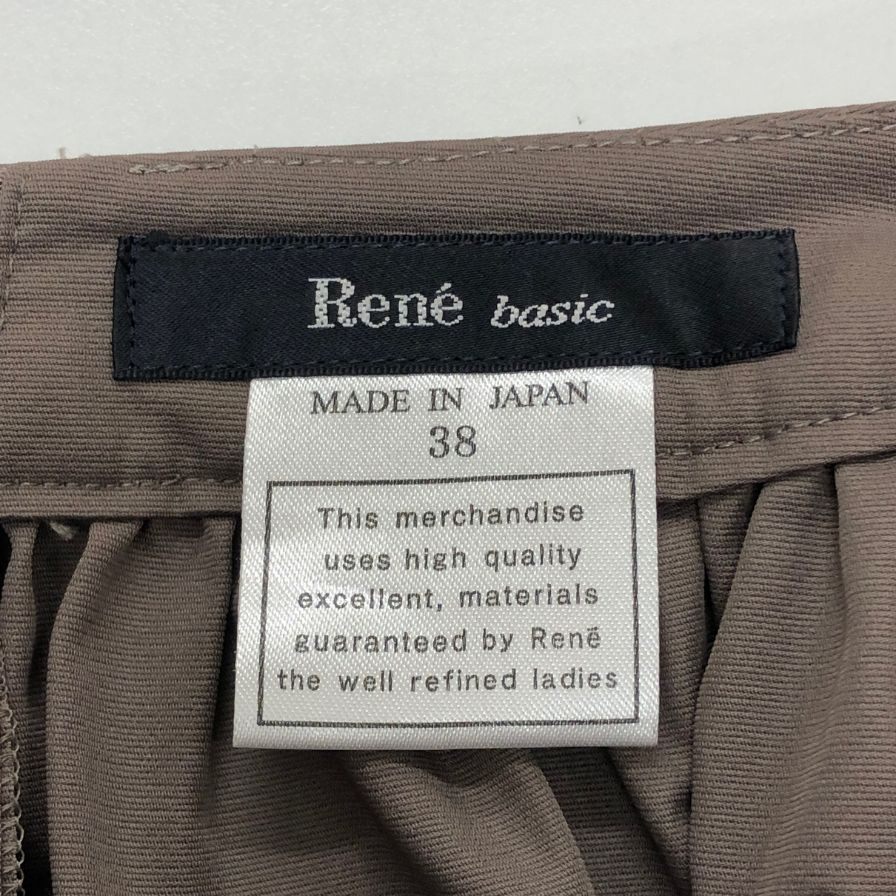 René basic
MADE IN JAPAN
38
This merchandise
uses high quality
excellent, materials
guaranteed by René
the well refined ladies